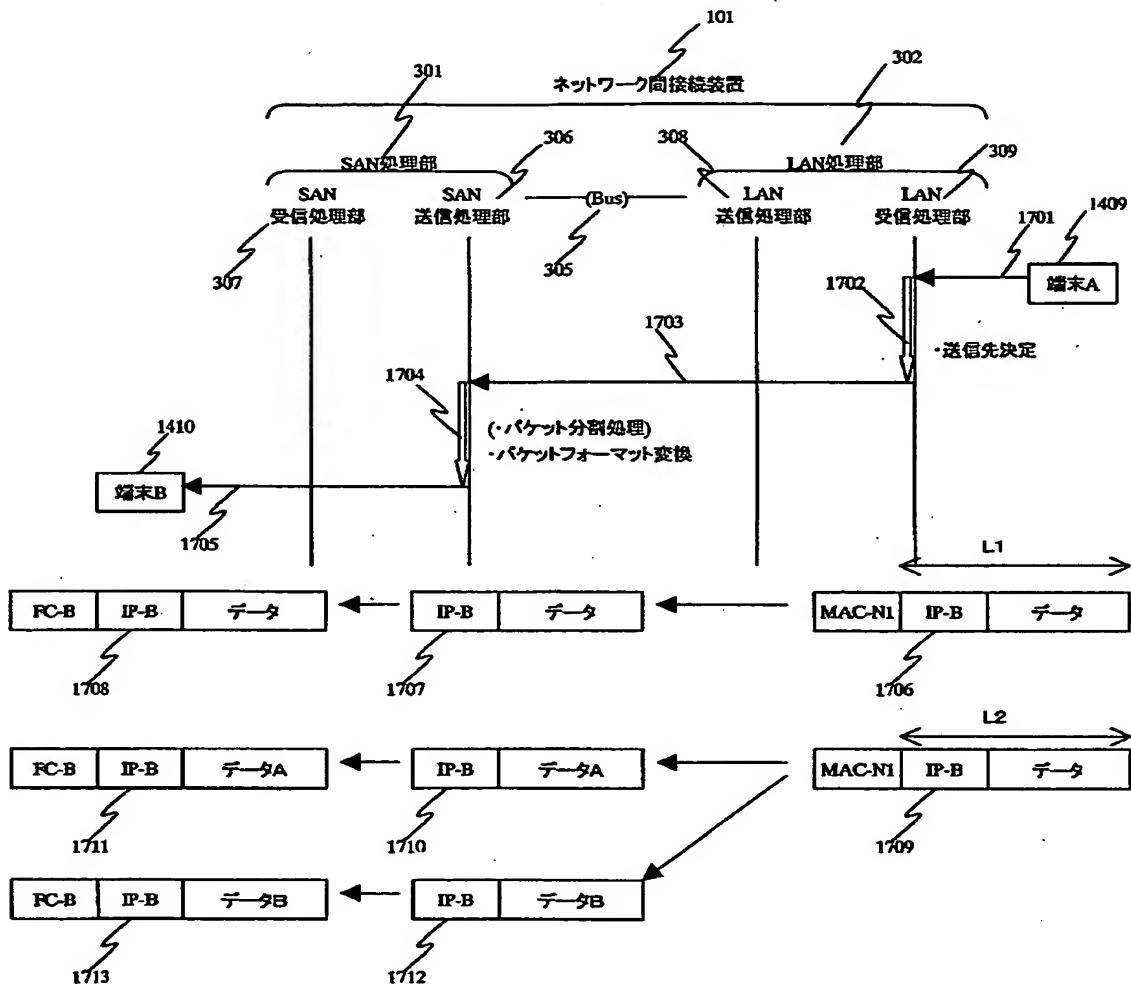 101
301
ネットワーク間接続装置
302
306
308
309
SAN処理部
LAN処理部
SAN
受信処理部
SAN
送信処理部
(Bus)
LAN
送信処理部
LAN
受信処理部
307
305
1701
1409
端末A
1702
・送信先決定
1703
1704
(・パケット分割処理)
・パケットフォーマット変換
1410
端末B
1705
L1
FC-B IP-B データ
IP-B データ
MAC-N1 IP-B データ
1708
1707
1706
L2
FC-B IP-B データA
IP-B データA
MAC-N1 IP-B データ
1711
1710
1709
FC-B IP-B データB
IP-B データB
1713
1712